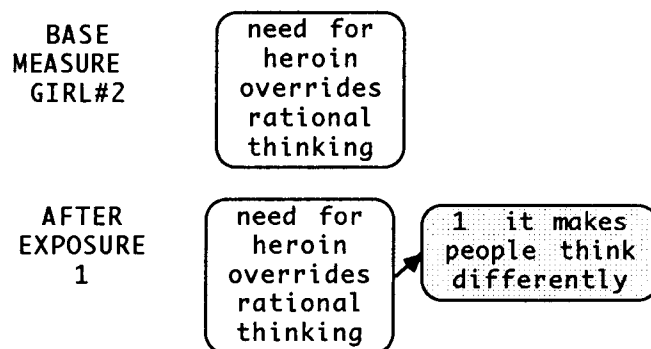 BASE
MEASURE
GIRL#2
need for
heroin
overrides
rational
thinking
AFTER
EXPOSURE
1
need for
heroin
overrides
rational
thinking
1 it makes
people think
differently